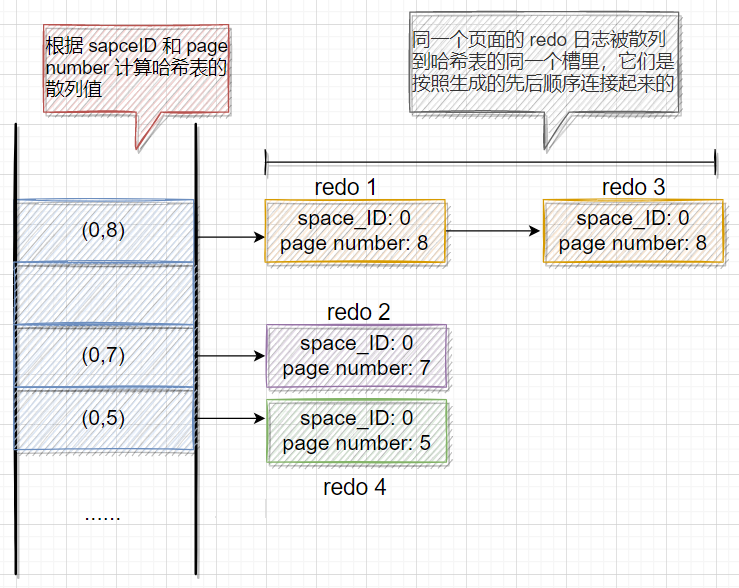 根据 sapceID 和 page
number 计算哈希表的
散列值
同一个页面的 redo 日志被散列
到哈希表的同一个槽里，它们是
按照生成的先后顺序连接起来的
redo 1
redo 3
(0,8)
space_ID: 0
page number: 8
space_ID: 0
page number: 8
redo 2
(0,7)
space_ID: 0
page number: 7
(0,5)
space_ID: 0
page number: 5
redo 4
......